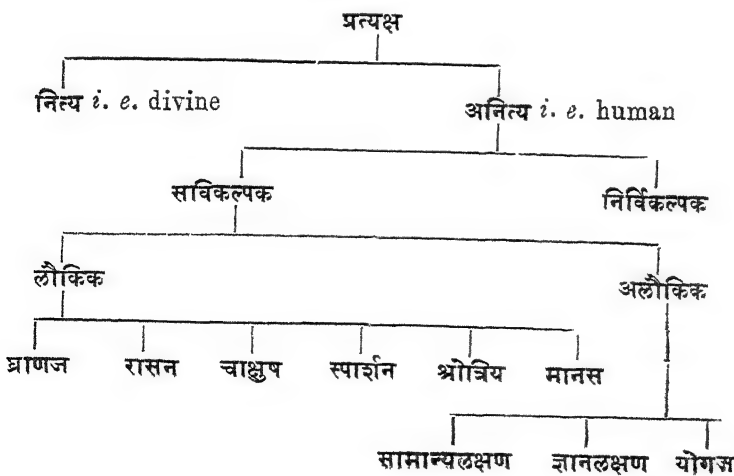 प्रत्यक्ष
नित्य i. e. divine अनित्य i. e. human
सविकल्पक निर्विकल्पक
लौकिक अलौकिक
घ्राणज रासन चाक्षुष स्पार्शन श्रोत्रिय मानस
सामान्यलक्षण ज्ञानलक्षण योगज